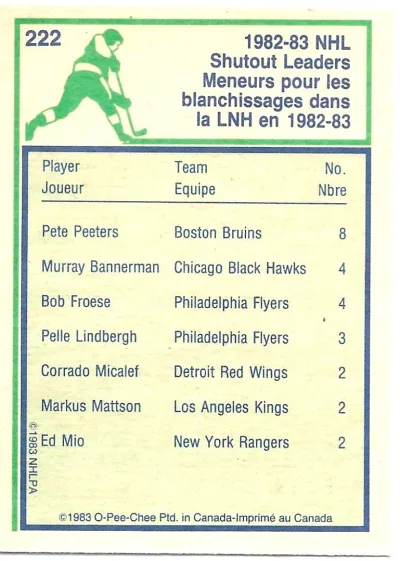 222
1982-83 NHL
Shutout Leaders
Meneurs pour les
blanchissages dans
la LNH en 1982-83
Player Team No.
Joueur Equipe Nbre
Pete Peeters Boston Bruins 8
Murray Bannerman Chicago Black Hawks 4
Bob Froese Philadelphia Flyers 4
Pelle Lindbergh Philadelphia Flyers 3
Corrado Micalef Detroit Red Wings 2
Markus Mattson Los Angeles Kings 2
Ed Mio New York Rangers 2
©1983 NHLPA
©1983 O-Pee-Chee Ptd. in Canada-Imprimé au Canada